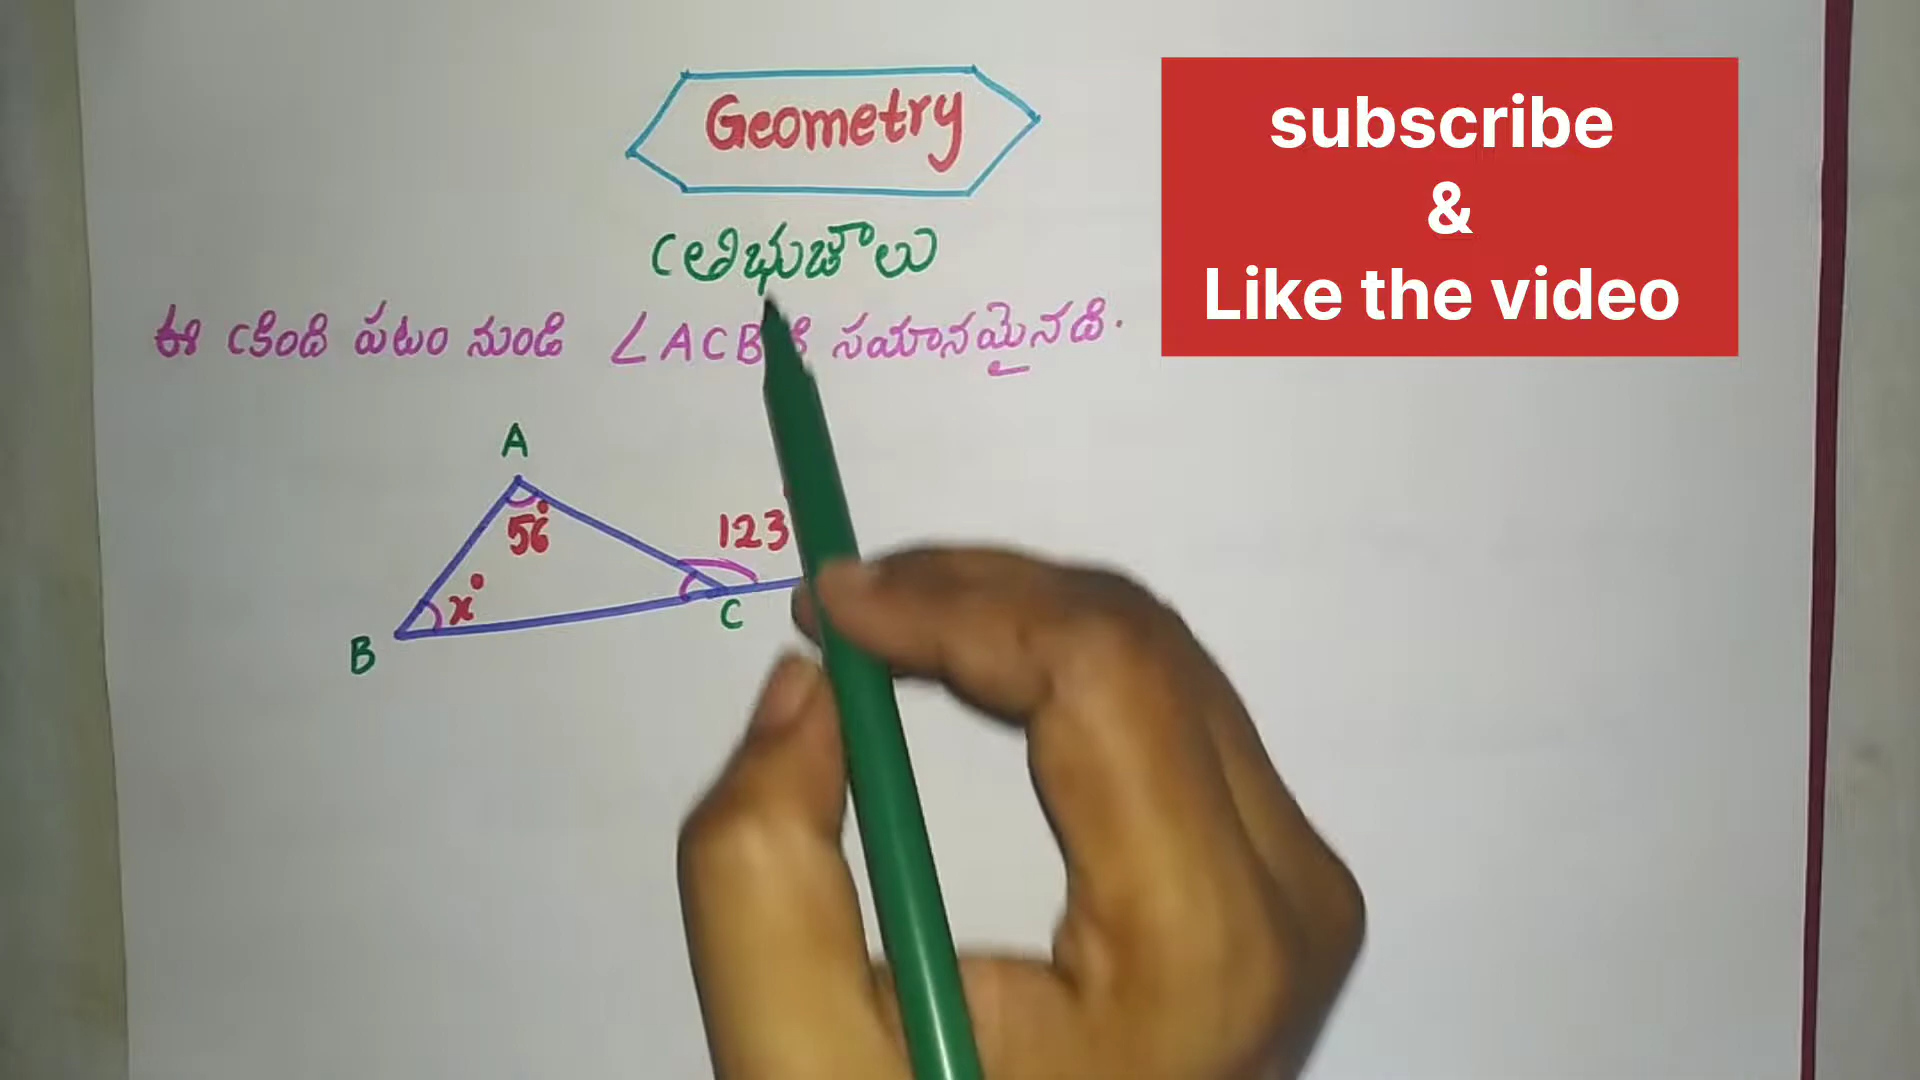 Geometry
త్రిభుజాలు
ఈ క్రింది పటం నుండి ∠ACB కి సమానమైనది.
A
56°
123
x°
C
B
subscribe
&
Like the video